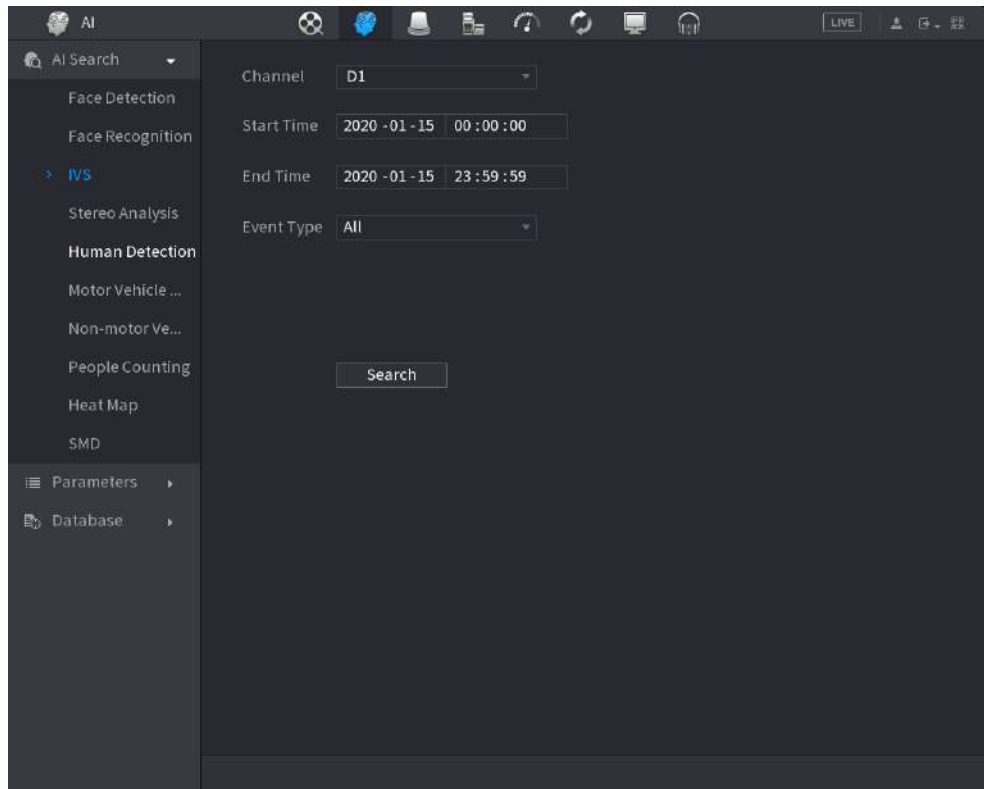 AI
LIVE
AI Search
Face Detection
Face Recognition
IVS
Stereo Analysis
Human Detection
Motor Vehicle ...
Non-motor Ve...
People Counting
Heat Map
SMD
Parameters
Database
Channel D1
Start Time 2020 -01 -15 00 :00 :00
End Time 2020 -01 -15 23 :59 :59
Event Type All
Search